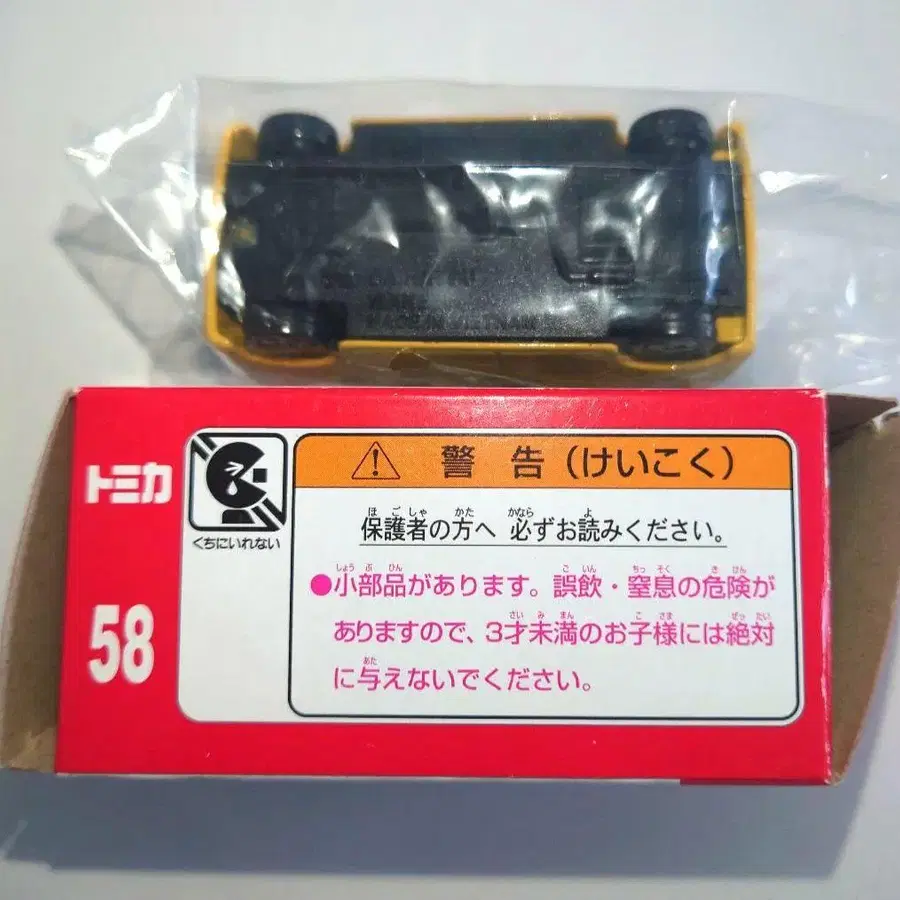 トミカ
くちにいれない
58
警告(けいこく)
保護者の方へ 必ずお読みください。
●小部品があります。誤飲・窒息の危険が
ありますので、3才未満のお子様には絶対
に与えないでください。